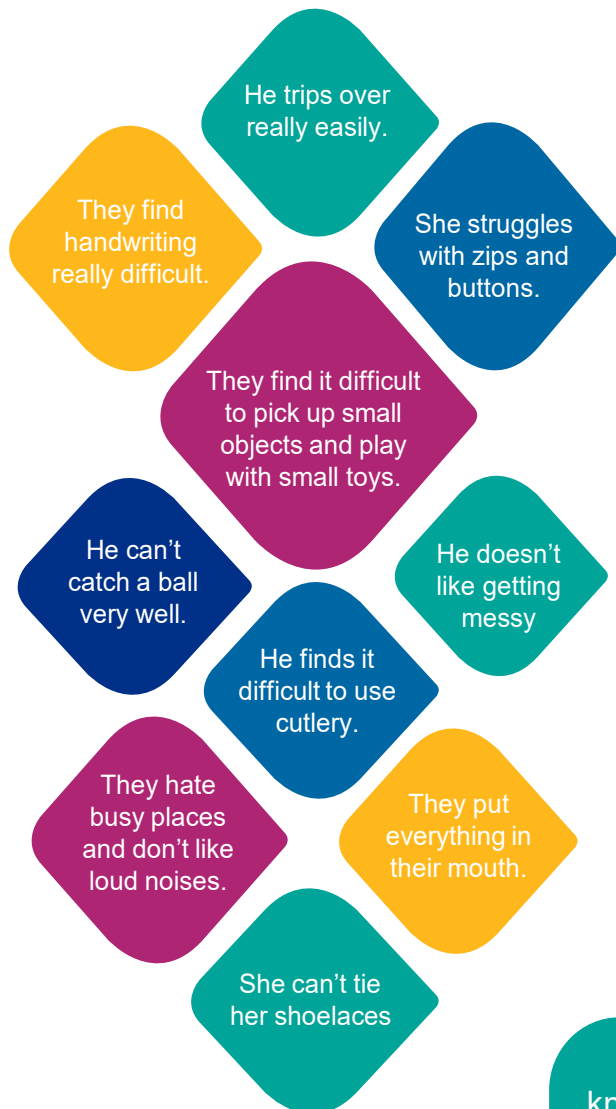 He trips over
really easily.
They find
handwriting
really difficult.
She struggles
with zips and
buttons.
They find it difficult
to pick up small
objects and play
with small toys.
He can't
catch a ball
very well.
He doesn't
like getting
messy
He finds it
difficult to use
cutlery.
They hate
busy places
and don't like
loud noises.
They put
everything in
their mouth.
She can't tie
her shoelaces